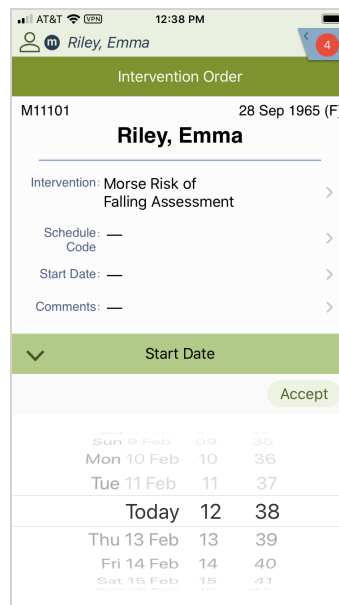 AT&T VPN 12:38 PM
m Riley, Emma
4
Intervention Order
M11101 28 Sep 1965 (F)
Riley, Emma
Intervention: Morse Risk of
Falling Assessment
Schedule: —
Code
Start Date: —
Comments: —
Start Date
Accept
Sun 9 Feb 09 35
Mon 10 Feb 10 36
Tue 11 Feb 11 37
Today 12 38
Thu 13 Feb 13 39
Fri 14 Feb 14 40
Sat 15 Feb 15 41